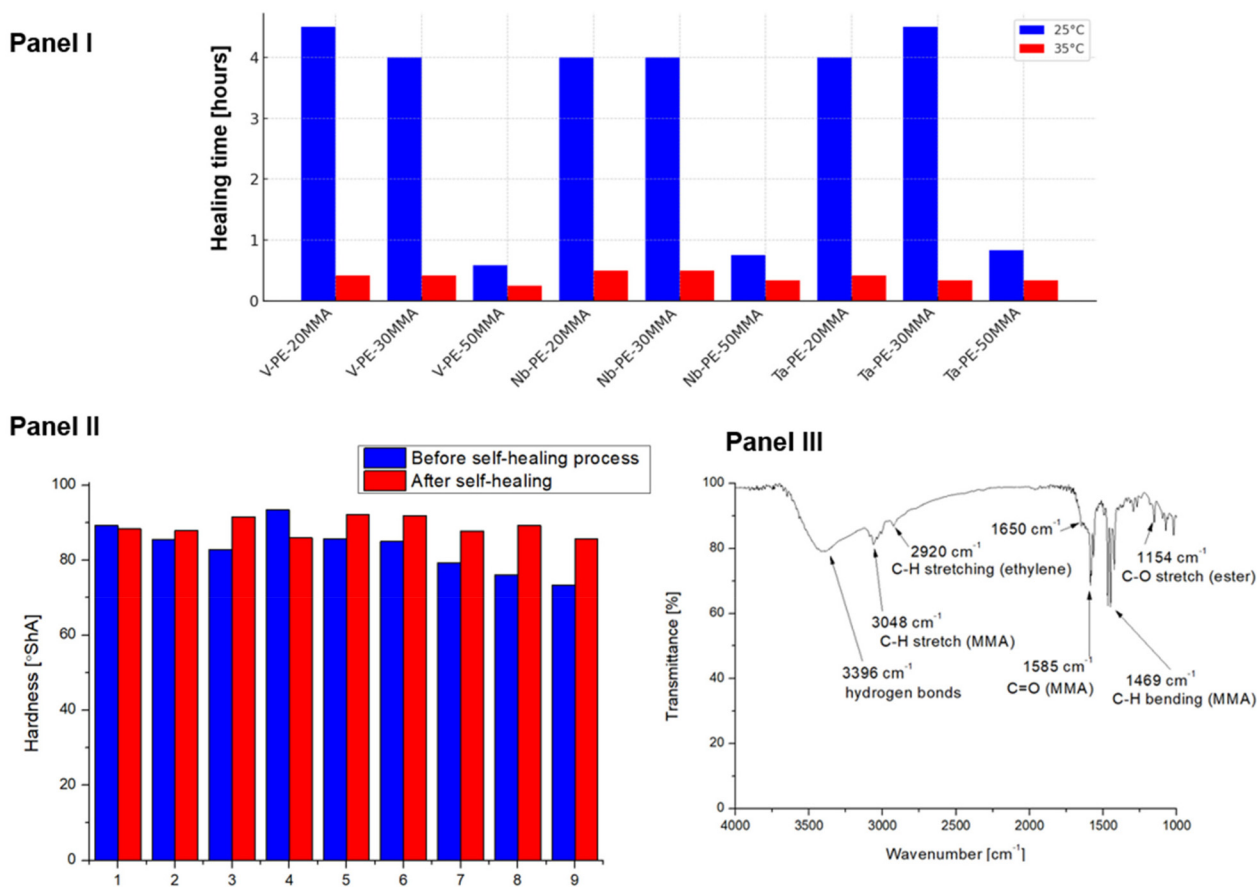 Panel I
Healing time [hours]
4
3
2
1
0
25°C
35°C
V-PE-20MMA
V-PE-30MMA
V-PE-50MMA
Nb-PE-20MMA
Nb-PE-30MMA
Nb-PE-50MMA
Ta-PE-20MMA
Ta-PE-30MMA
Ta-PE-50MMA
Panel II
Before self-healing process
After self-healing
Hardness [°ShA]
100
80
60
40
20
0
1 2 3 4 5 6 7 8 9
Panel III
Transmittance [%]
100
80
60
40
20
0
1650 cm⁻¹
2920 cm⁻¹
C-H stretching (ethylene)
1154 cm⁻¹
C-O stretch (ester)
3048 cm⁻¹
C-H stretch (MMA)
3396 cm⁻¹
hydrogen bonds
1585 cm⁻¹
C=O (MMA)
1469 cm⁻¹
C-H bending (MMA)
4000 3500 3000 2500 2000 1500 1000
Wavenumber [cm⁻¹]